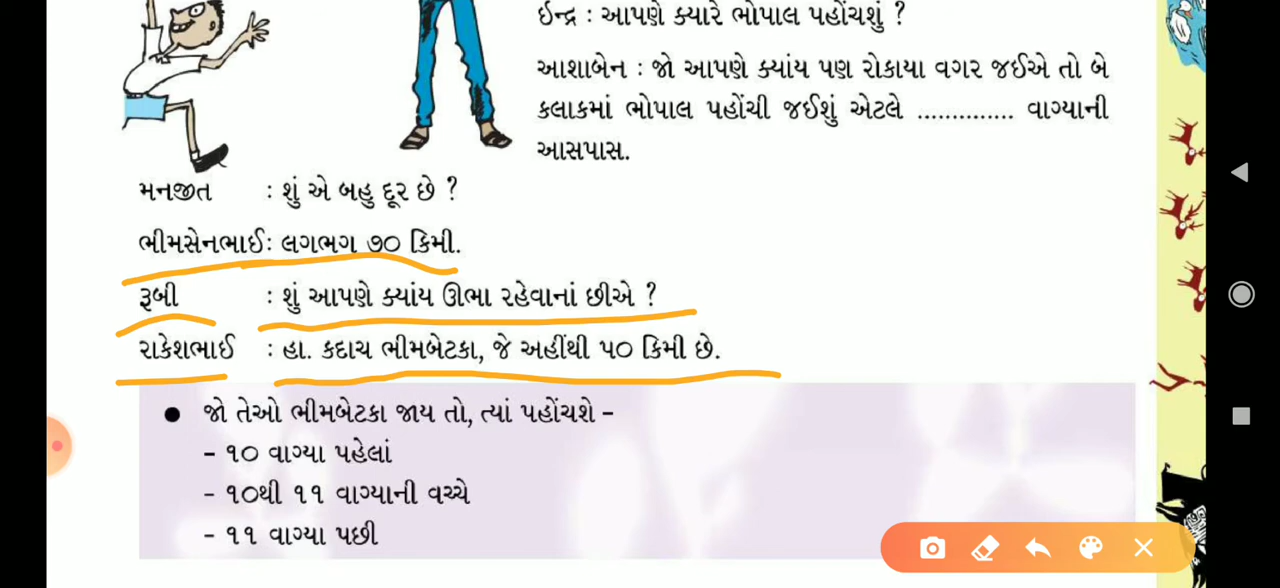 ઈન્દ્ર : આપણે ક્યારે ભોપાલ પહોંચશું ?
આશાબેન : જો આપણે ક્યાંય પણ રોકાયા વગર જઈએ તો બે
કલાકમાં ભોપાલ પહોંચી જઈશું એટલે .............. વાગ્યાની
આસપાસ.
મનજીત : શું એ બહુ દૂર છે ?
ભીમસેનભાઈ: લગભગ ૭૦ કિમી.
રૂબી : શું આપણે ક્યાંય ઊભા રહેવાનાં છીએ ?
રાકેશભાઈ : હા. કદાચ ભીમબેટકા, જે અહીંથી ૫૦ કિમી છે.
● જો તેઓ ભીમબેટકા જાય તો, ત્યાં પહોંચશે –
– ૧૦ વાગ્યા પહેલાં
– ૧૦થી ૧૧ વાગ્યાની વચ્ચે
– ૧૧ વાગ્યા પછી